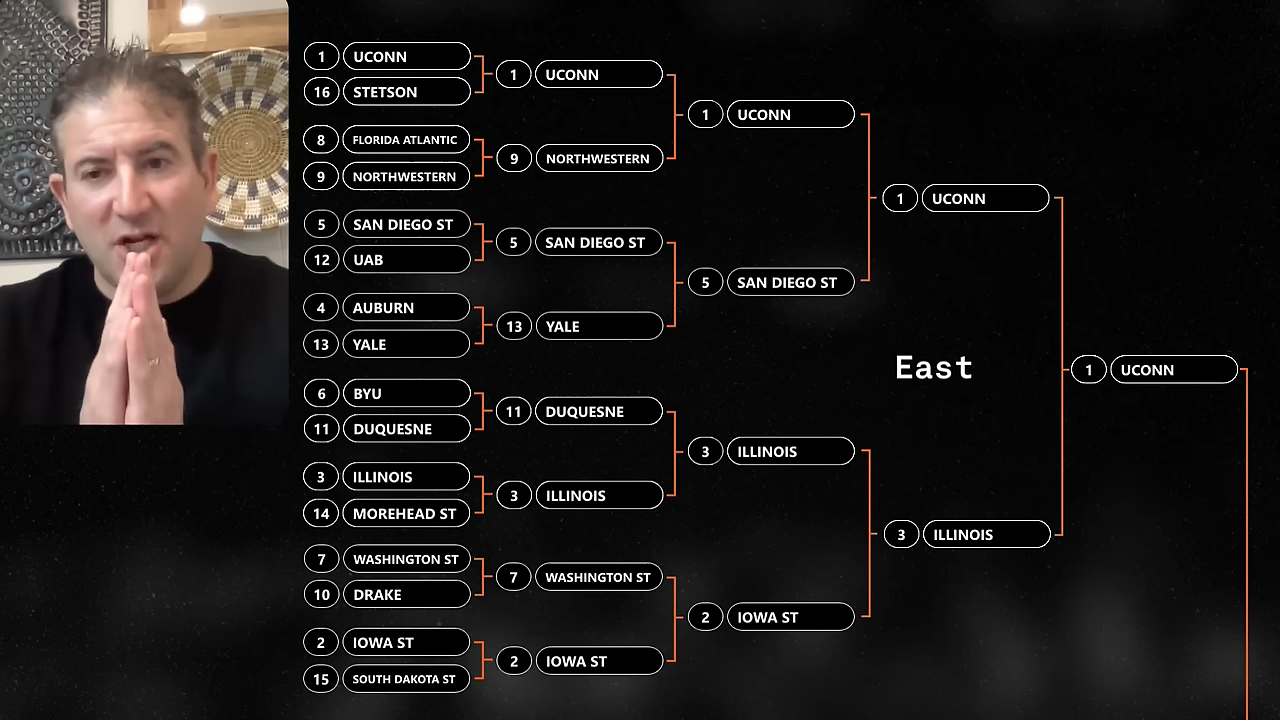 1 UCONN
16 STETSON
8 FLORIDA ATLANTIC
9 NORTHWESTERN
5 SAN DIEGO ST
12 UAB
4 AUBURN
13 YALE
6 BYU
11 DUQUESNE
3 ILLINOIS
14 MOREHEAD ST
7 WASHINGTON ST
10 DRAKE
2 IOWA ST
15 SOUTH DAKOTA ST
1 UCONN
9 NORTHWESTERN
5 SAN DIEGO ST
13 YALE
11 DUQUESNE
3 ILLINOIS
7 WASHINGTON ST
2 IOWA ST
1 UCONN
5 SAN DIEGO ST
3 ILLINOIS
2 IOWA ST
1 UCONN
3 ILLINOIS
East
1 UCONN